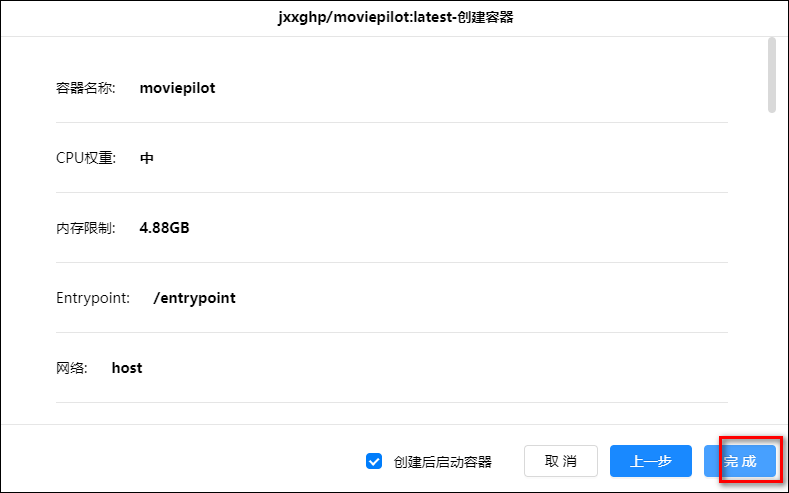 jxxghp/moviepilot:latest-创建容器
容器名称: moviepilot
CPU权重: 中
内存限制: 4.88GB
Entrypoint: /entrypoint
网络: host
创建后启动容器 取 消 上一步 完 成